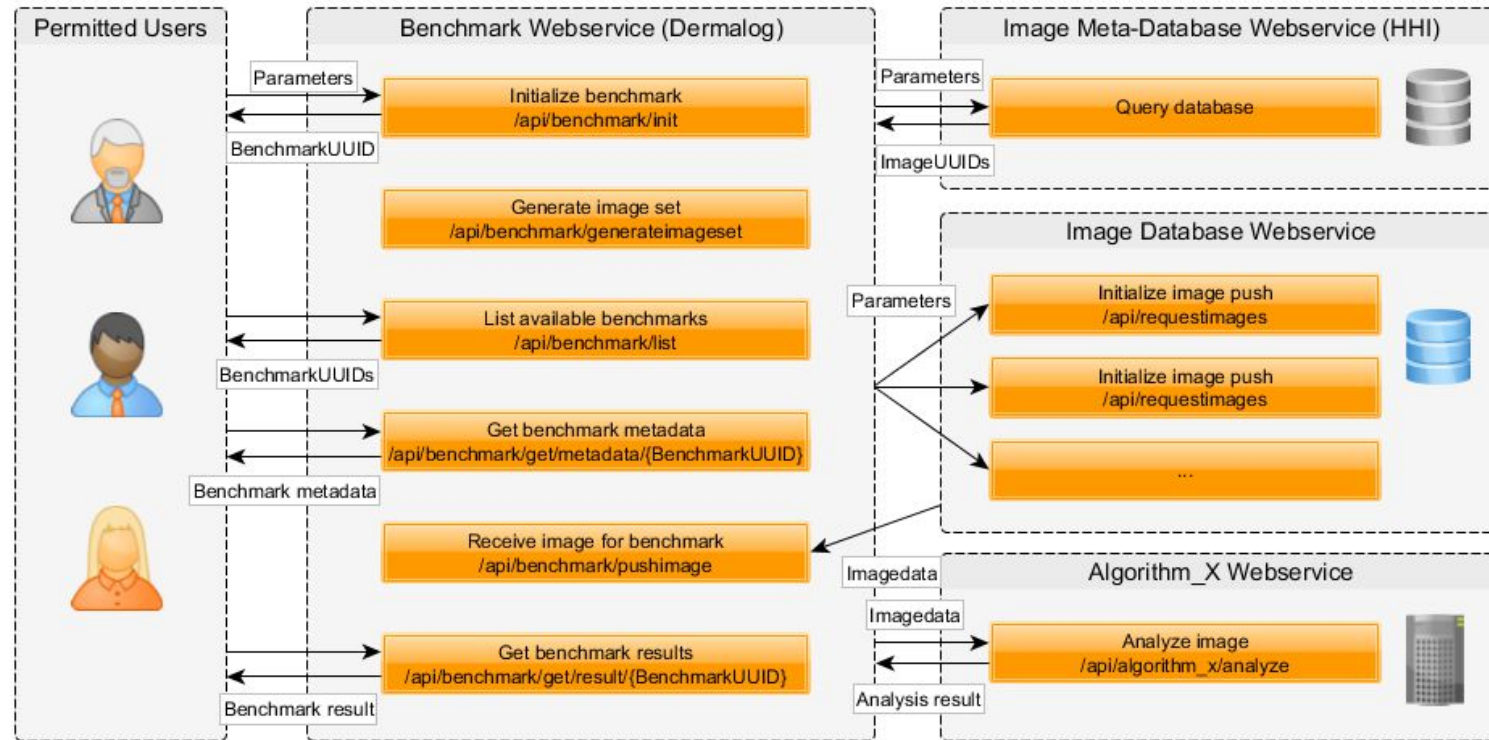 Permitted Users
Benchmark Webservice (Dermalog)
Image Meta-Database Webservice (HHI)
Parameters
Initialize benchmark
/api/benchmark/init
BenchmarkUUID
Parameters
Query database
ImageUUIDs
Generate image set
/api/benchmark/generateimageset
Image Database Webservice
Parameters
Initialize image push
/api/requestimages
List available benchmarks
/api/benchmark/list
BenchmarkUUIDs
Initialize image push
/api/requestimages
Get benchmark metadata
/api/benchmark/get/metadata/{BenchmarkUUID}
Benchmark metadata
...
Receive image for benchmark
/api/benchmark/pushimage
Imagedata
Algorithm_X Webservice
Imagedata
Analyze image
/api/algorithm_x/analyze
Analysis result
Get benchmark results
/api/benchmark/get/result/{BenchmarkUUID}
Benchmark result